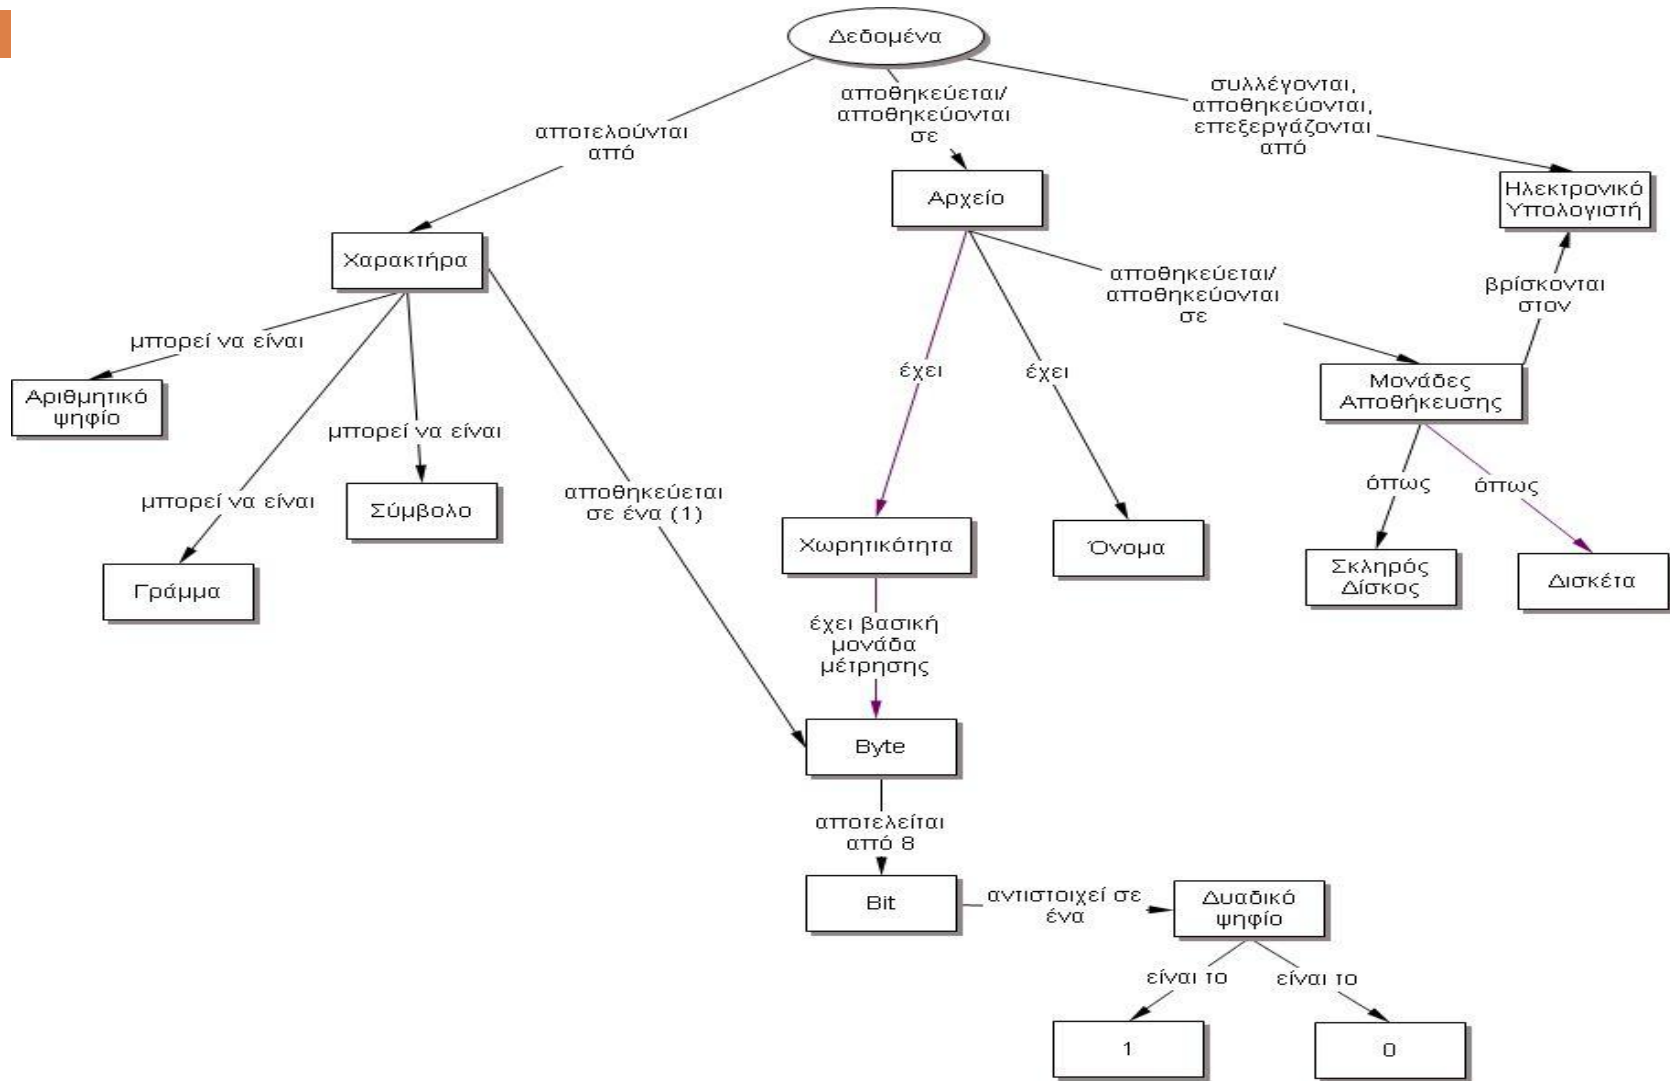 Δεδομένα
αποτελούνται
από
αποθηκεύεται/
αποθηκεύονται
σε
συλλέγονται,
αποθηκεύονται,
επεξεργάζονται
από
Χαρακτήρα
Αρχείο
Ηλεκτρονικό
Υπολογιστή
μπορεί να είναι
μπορεί να είναι
μπορεί να είναι
Αριθμητικό
ψηφίο
Γράμμα
Σύμβολο
αποθηκεύεται
σε ένα (1)
έχει
έχει
αποθηκεύεται/
αποθηκεύονται
σε
βρίσκονται
στον
Μονάδες
Αποθήκευσης
όπως
όπως
Χωρητικότητα
Όνομα
Σκληρός
Δίσκος
Δισκέτα
έχει βασική
μονάδα
μέτρησης
Byte
αποτελείται
από 8
Bit
αντιστοιχεί σε
ένα
Δυαδικό
ψηφίο
είναι το
είναι το
1
0